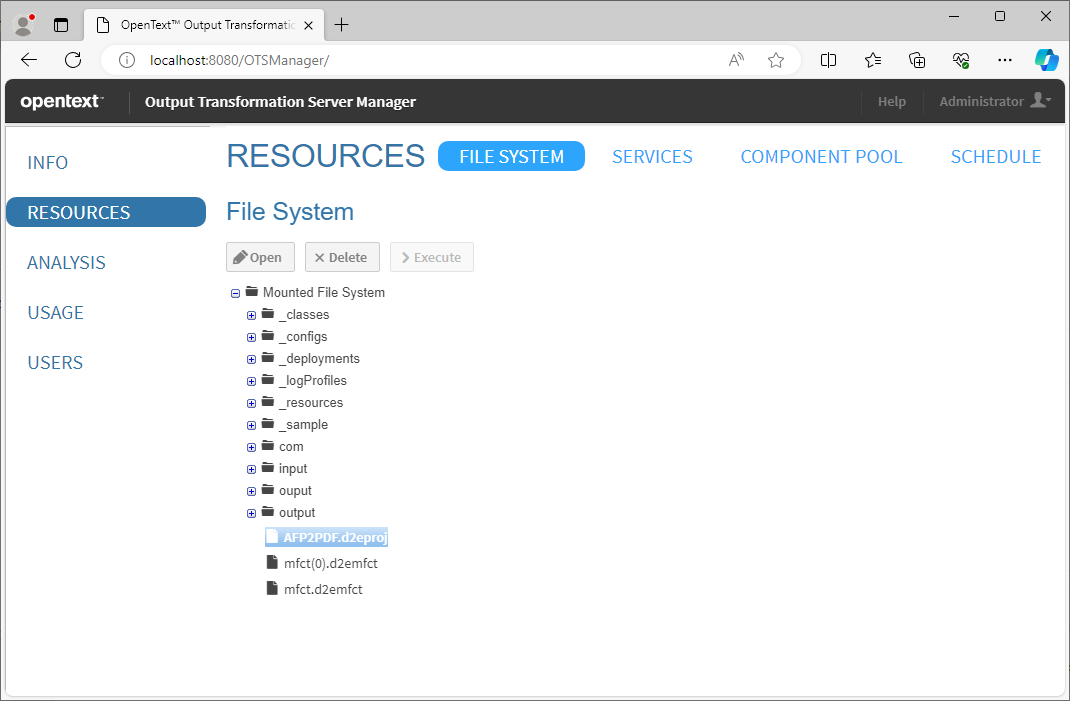 OpenText™ Output Transformatic
localhost:8080/OTSManager/
opentext™ Output Transformation Server Manager Help Administrator
INFO
RESOURCES
ANALYSIS
USAGE
USERS
RESOURCES FILE SYSTEM SERVICES COMPONENT POOL SCHEDULE
File System
Open Delete Execute
Mounted File System
_classes
_configs
_deployments
_logProfiles
_resources
_sample
com
input
ouput
output
AFP2PDF.d2eproj
mfct(0).d2emfct
mfct.d2emfct